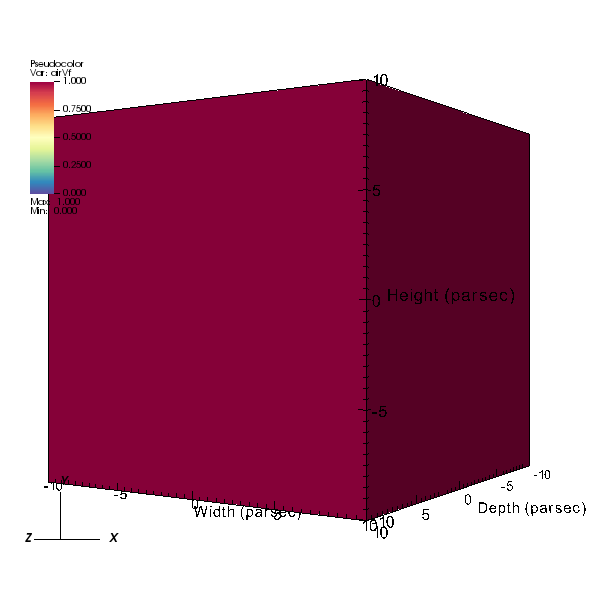 Pseudocolor
Var: airVf
1.000
0.7500
0.5000
0.2500
0.000
Max: 1.000
Min: 0.000
10
5
0
-5
Height (parsec)
-10
-5
0
5
10
Width (parsec)
10
10
5
0
-5
-10
Depth (parsec)
Y
Z
X